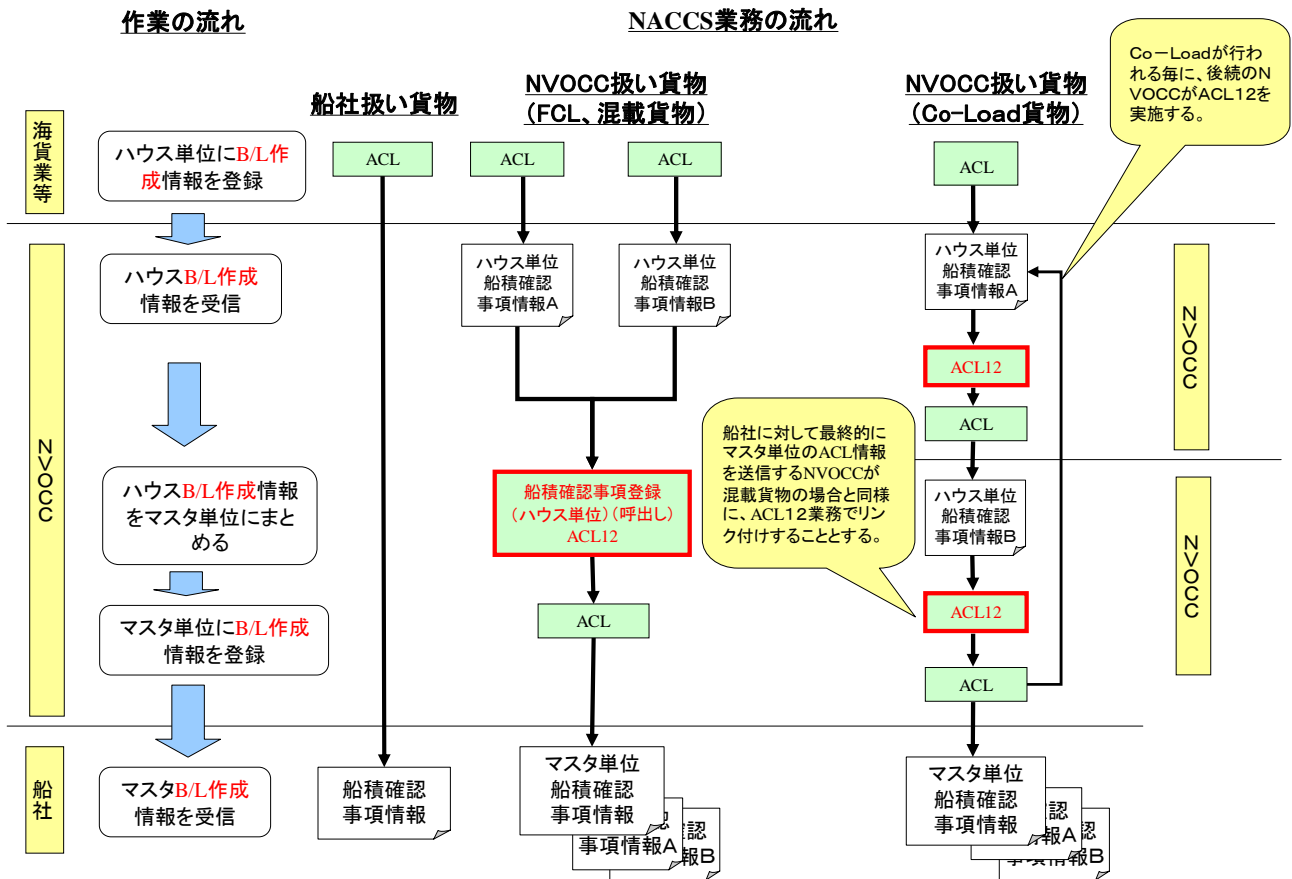 作業の流れ
NACCS業務の流れ
船社扱い貨物
NVOCC扱い貨物
(FCL、混載貨物)
NVOCC扱い貨物
(Co-Load貨物)
Co-Loadが行わ
れる毎に、後続のN
VOCCがACL12を
実施する。
海貨業等
ハウス単位にB/L作
成情報を登録
ACL
ACL
ACL
ACL
NVOCC
ハウスB/L作成
情報を受信
ハウス単位
船積確認
事項情報A
ハウス単位
船積確認
事項情報B
ハウス単位
船積確認
事項情報A
NVOCC
ACL12
ACL
船社に対して最終的に
マスタ単位のACL情報
を送信するNVOCCが
混載貨物の場合と同様
に、ACL12業務でリン
ク付けすることとする。
ハウスB/L作成情報
をマスタ単位にまと
める
船積確認事項登録
(ハウス単位)(呼出し)
ACL12
ハウス単位
船積確認
事項情報B
NVOCC
マスタ単位にB/L作成
情報を登録
ACL
ACL12
ACL
船社
マスタB/L作成
情報を受信
船積確認
事項情報
マスタ単位
船積確認
事項情報
認
事項情報A
認
報B
マスタ単位
船積確認
事項情報
認
認
事項情報B